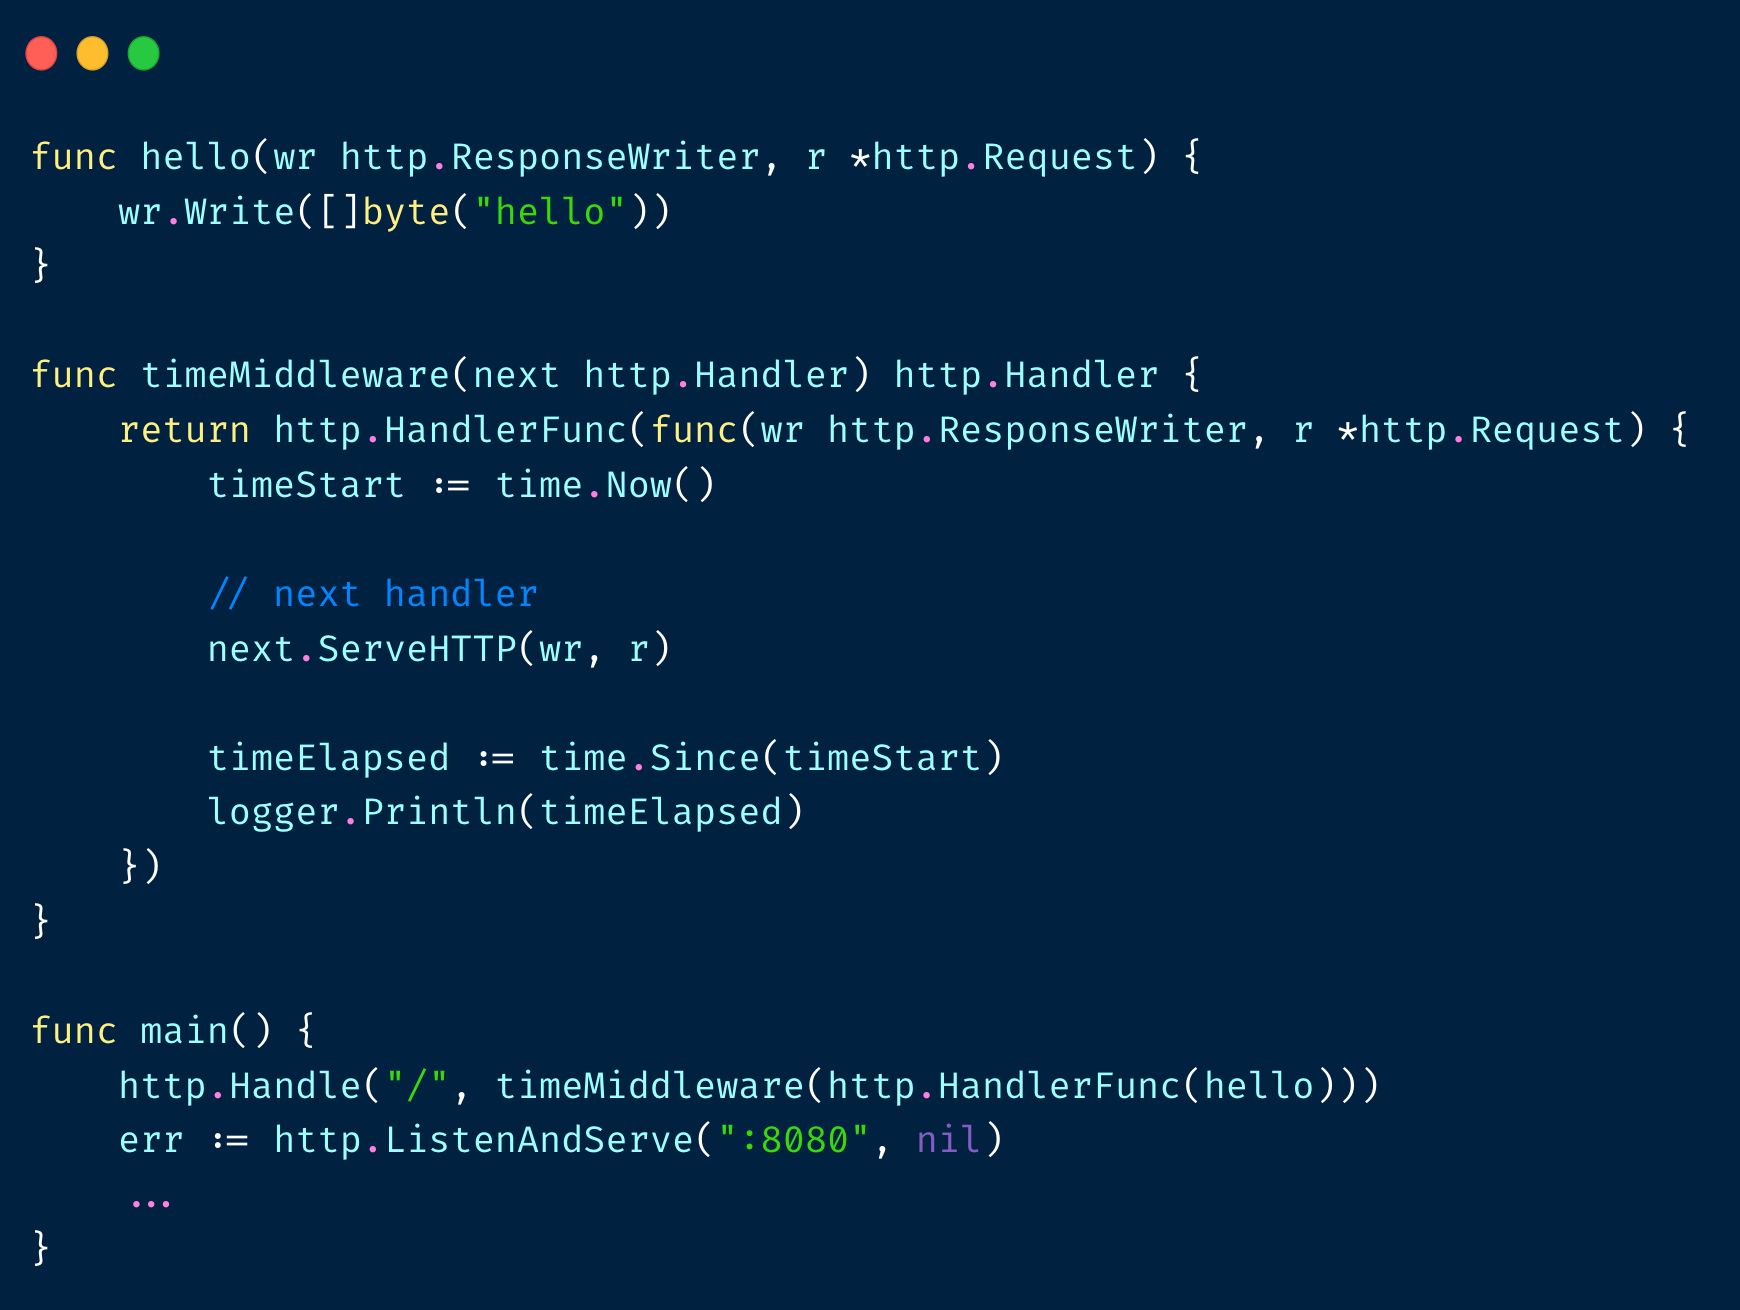 func hello(wr http.ResponseWriter, r *http.Request) {
    wr.Write([]byte("hello"))
}

func timeMiddleware(next http.Handler) http.Handler {
    return http.HandlerFunc(func(wr http.ResponseWriter, r *http.Request) {
        timeStart := time.Now()

        // next handler
        next.ServeHTTP(wr, r)

        timeElapsed := time.Since(timeStart)
        logger.Println(timeElapsed)
    })
}

func main() {
    http.Handle("/", timeMiddleware(http.HandlerFunc(hello)))
    err := http.ListenAndServe(":8080", nil)
    ...
}